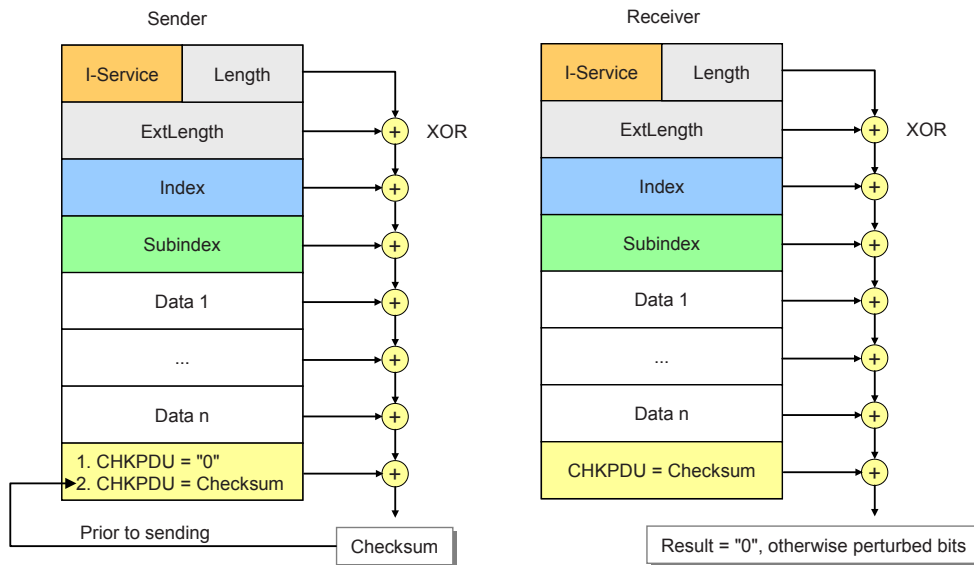 Sender
I-Service
Length
ExtLength
+
XOR
Index
+
Subindex
+
Data 1
+
...
+
Data n
+
1. CHKPDU = "0"
2. CHKPDU = Checksum
+
Prior to sending
Checksum
Receiver
I-Service
Length
ExtLength
+
XOR
Index
+
Subindex
+
Data 1
+
...
+
Data n
+
CHKPDU = Checksum
+
Result = "0", otherwise perturbed bits